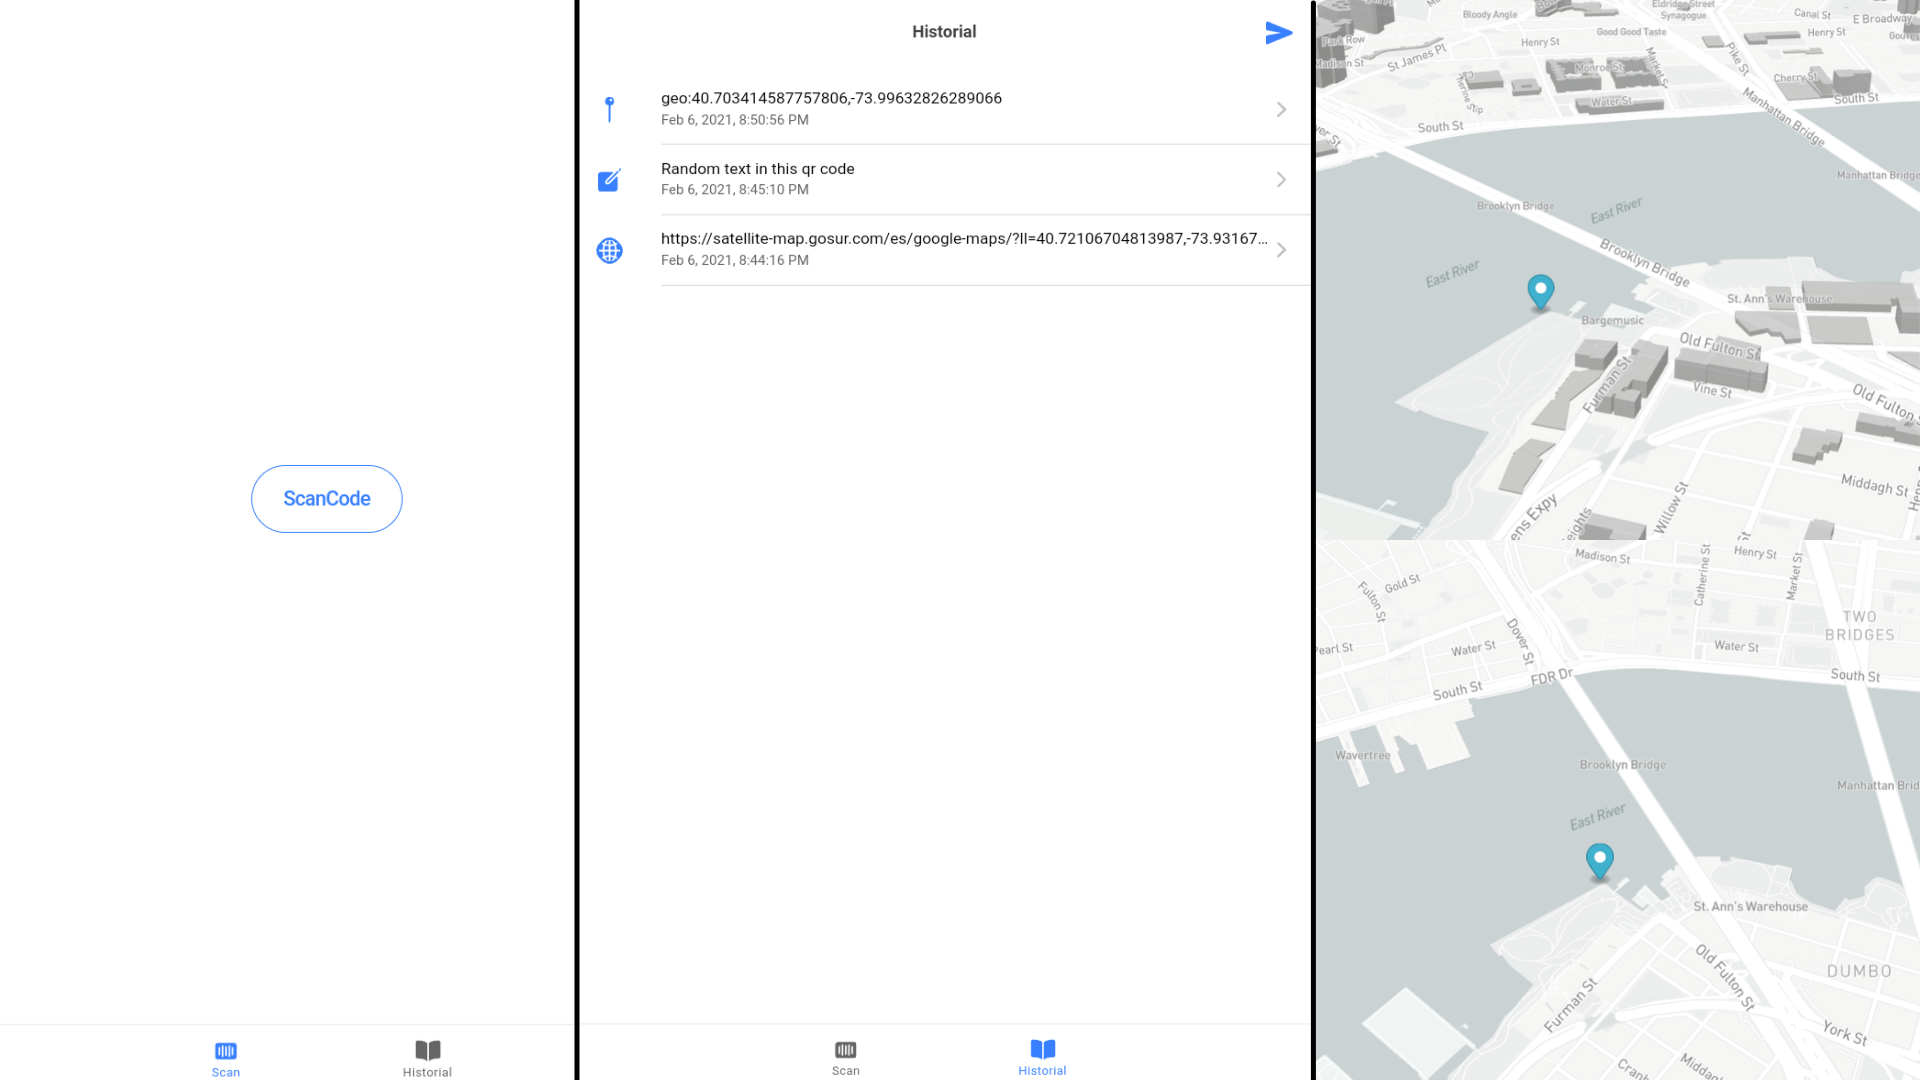 ScanCode
Scan
Historial
Historial
geo:40.703414587757806,-73.99632826289066
Feb 6, 2021, 8:50:56 PM
Random text in this qr code
Feb 6, 2021, 8:45:10 PM
https://satellite-map.gosur.com/es/google-maps/?ll=40.72106704813987,-73.93167...
Feb 6, 2021, 8:44:16 PM
Scan
Historial
Bloody Angle
Eldridge Street
Synagogue
Canal St
E Broadway
Park Row
Madison St
St James Pl
Henry St
Good Good Taste
Henry St
Monroe St
Market St
Pike St
Cherry St
Water St
South St
South St
Manhattan Bridge
Manhattan Bridge
Brooklyn Bridge
East River
Brooklyn Bridge
East River
St. Ann's Warehouse
Bargemusic
Old Fulton St
Furman St
Vine St
Old Fulton
Middagh St
Willow St
ens Expy
eights
Madison St
Henry St
Catherine St
Market St
Gold St
Fulton St
TWO
BRIDGES
Dover St
Water St
Water St
Pearl St
South St
FDR Dr
South St
Wavertree
Brooklyn Bridge
Manhattan Brid
East River
St. Ann's Warehouse
Old Fulton St
DUMBO
Furman St
York St
Cranb
Middag